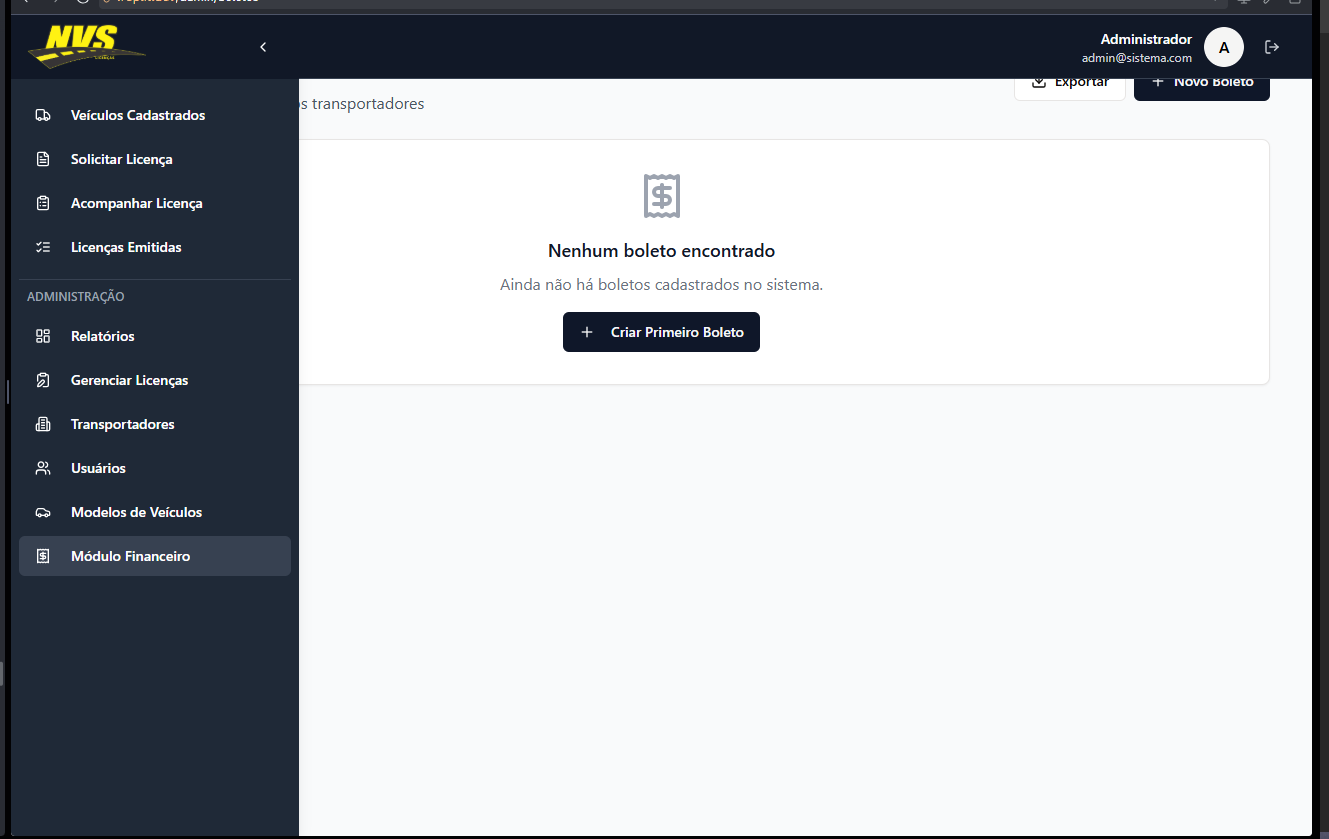 NVS
Administrador
admin@sistema.com
A
s transportadores
Exportar
Novo Boleto
Veículos Cadastrados
Solicitar Licença
Acompanhar Licença
Licenças Emitidas
ADMINISTRAÇÃO
Relatórios
Gerenciar Licenças
Transportadores
Usuários
Modelos de Veículos
Módulo Financeiro
Nenhum boleto encontrado
Ainda não há boletos cadastrados no sistema.
Criar Primeiro Boleto